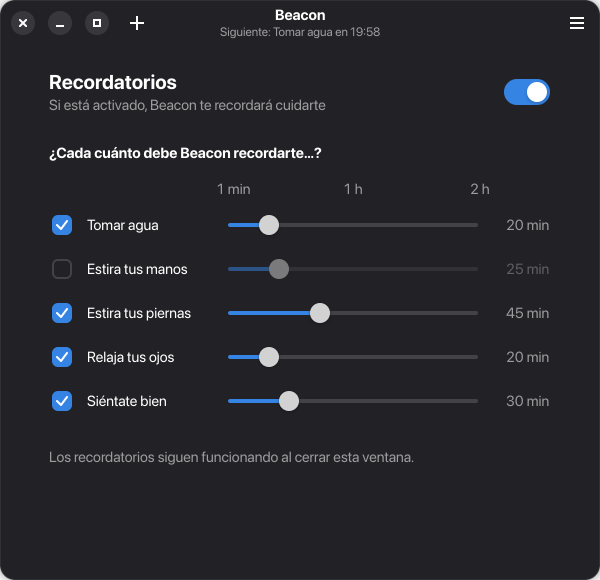 Beacon
Siguiente: Tomar agua en 19:58
Recordatorios
Si está activado, Beacon te recordará cuidarte
¿Cada cuánto debe Beacon recordarte...?
1 min 1 h 2 h
Tomar agua 20 min
Estira tus manos 25 min
Estira tus piernas 45 min
Relaja tus ojos 20 min
Siéntate bien 30 min
Los recordatorios siguen funcionando al cerrar esta ventana.